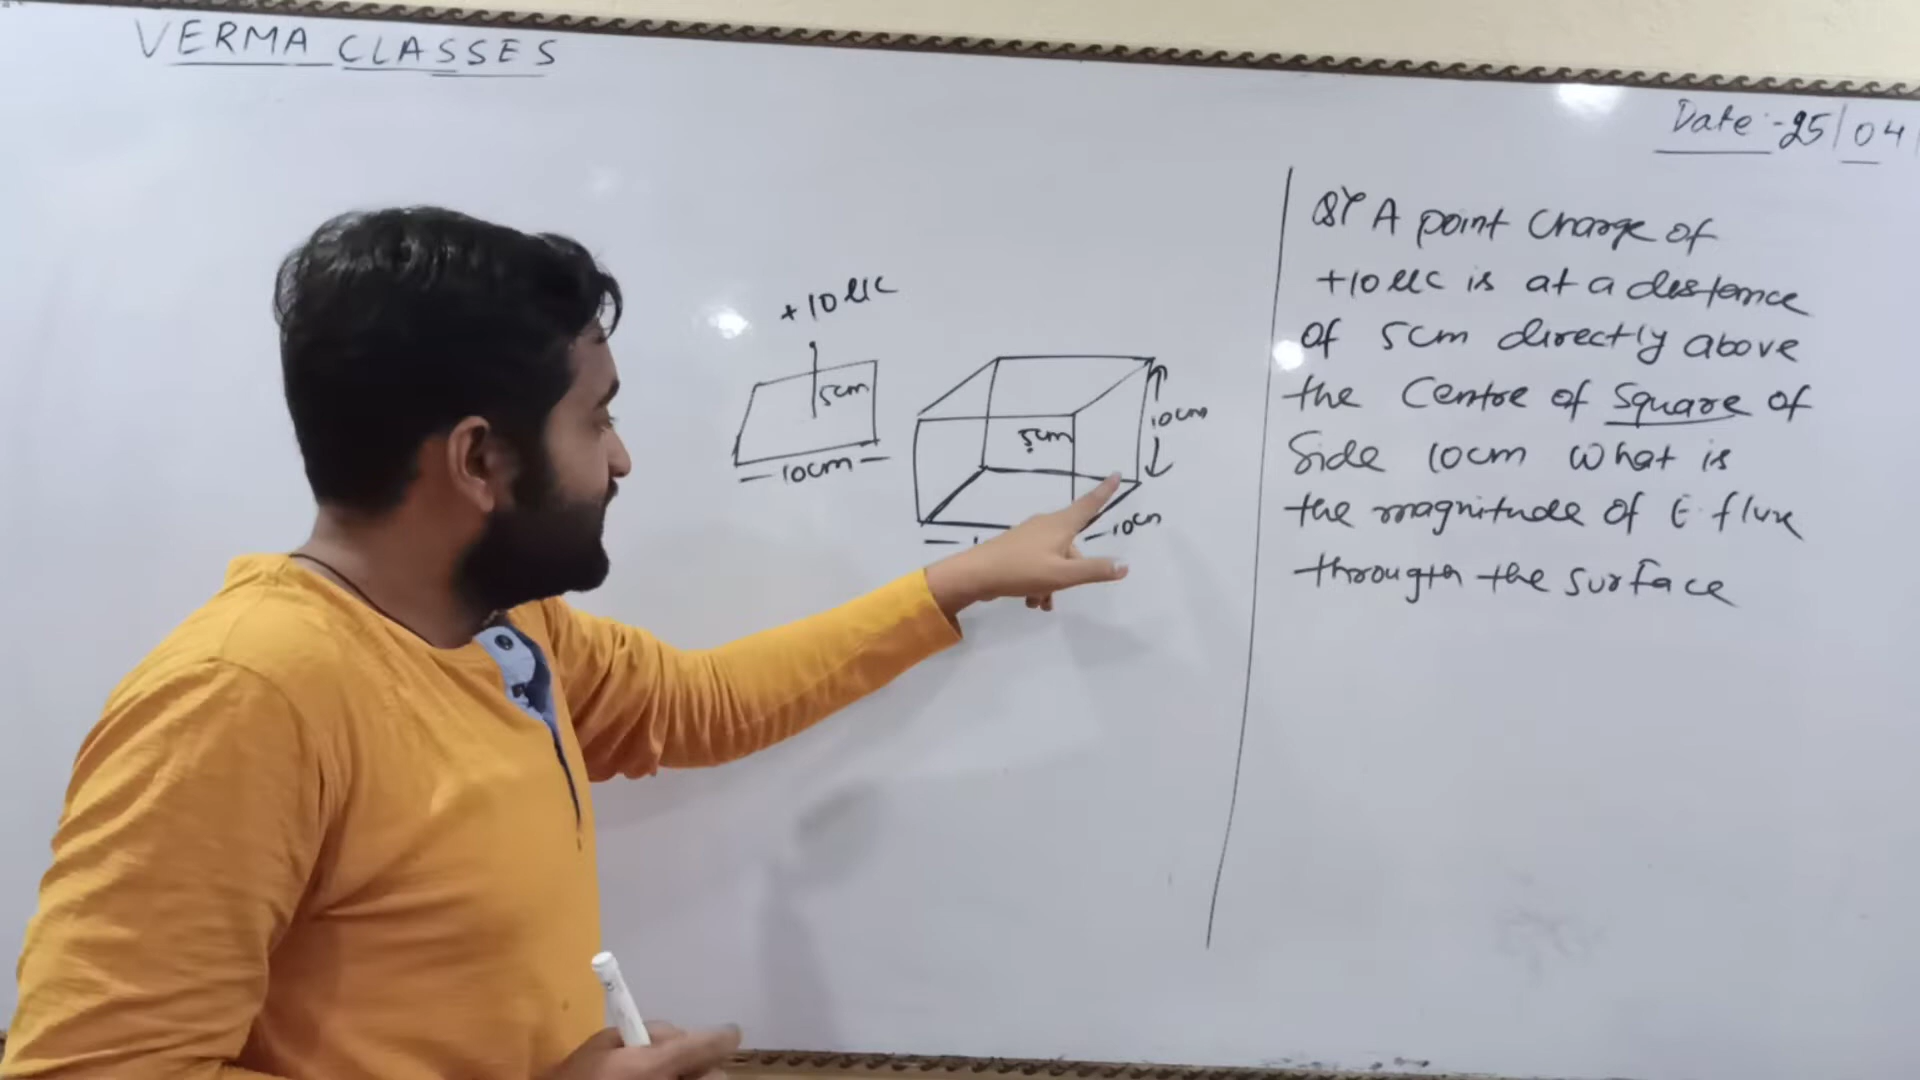 VERMA CLASSES
Date:-25/04/
+10 μc
5cm
10cm
5cm
10cm
10cm
Q7 A point Charge of
+10 μc is at a distance
of 5cm directly above
the Centre of Square of
Side 10cm What is
the magnitude of E. flux
through the surface